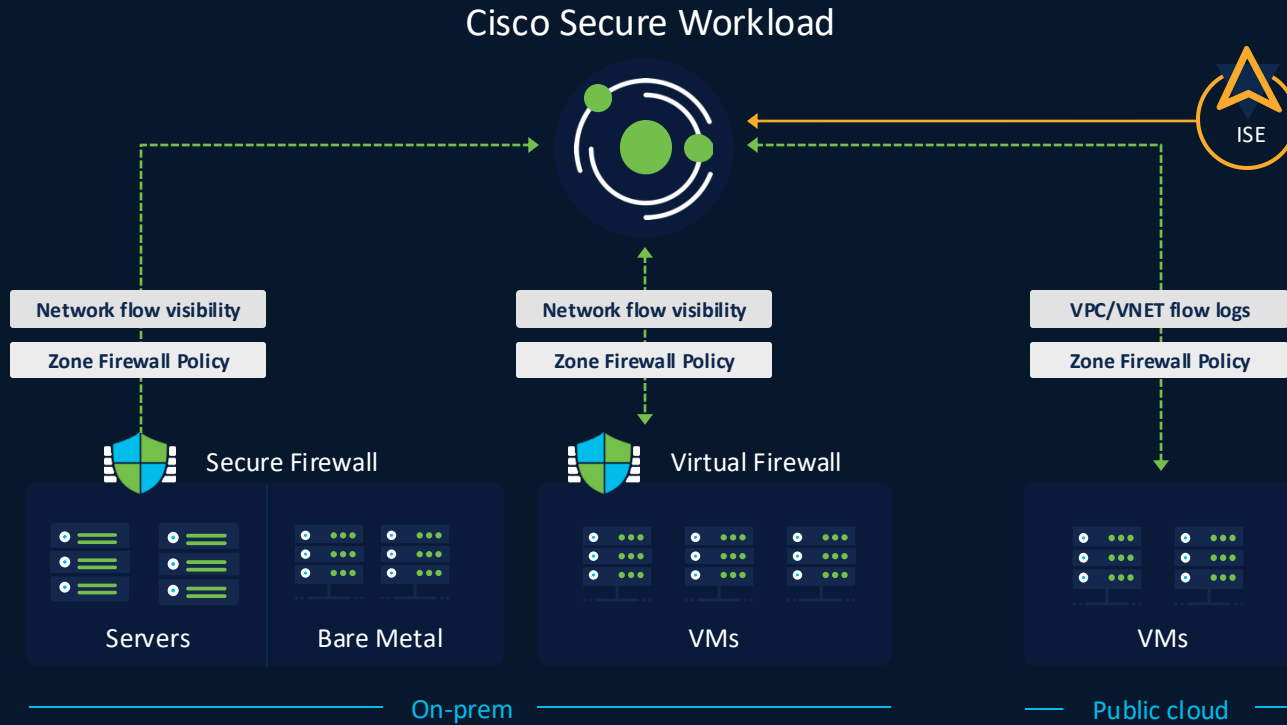 Cisco Secure Workload
ISE
Network flow visibility
Zone Firewall Policy
Network flow visibility
Zone Firewall Policy
VPC/VNET flow logs
Zone Firewall Policy
Secure Firewall
Virtual Firewall
Servers
Bare Metal
VMs
VMs
On-prem
Public cloud